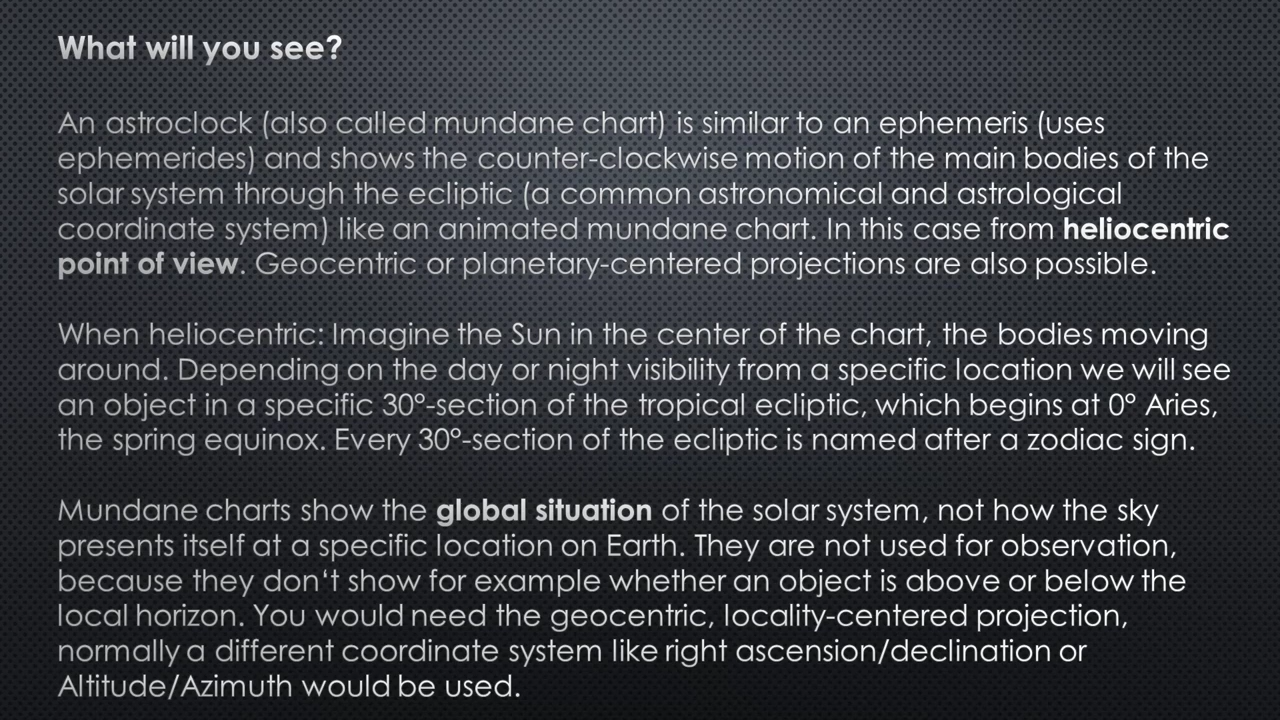 What will you see?
An astroclock (also called mundane chart) is similar to an ephemeris (uses
ephemerides) and shows the counter-clockwise motion of the main bodies of the
solar system through the ecliptic (a common astronomical and astrological
coordinate system) like an animated mundane chart. In this case from heliocentric
point of view. Geocentric or planetary-centered projections are also possible.
When heliocentric: Imagine the Sun in the center of the chart, the bodies moving
around. Depending on the day or night visibility from a specific location we will see
an object in a specific 30°-section of the tropical ecliptic, which begins at 0° Aries,
the spring equinox. Every 30°-section of the ecliptic is named after a zodiac sign.
Mundane charts show the global situation of the solar system, not how the sky
presents itself at a specific location on Earth. They are not used for observation,
because they don‘t show for example whether an object is above or below the
local horizon. You would need the geocentric, locality-centered projection,
normally a different coordinate system like right ascension/declination or
Altitude/Azimuth would be used.